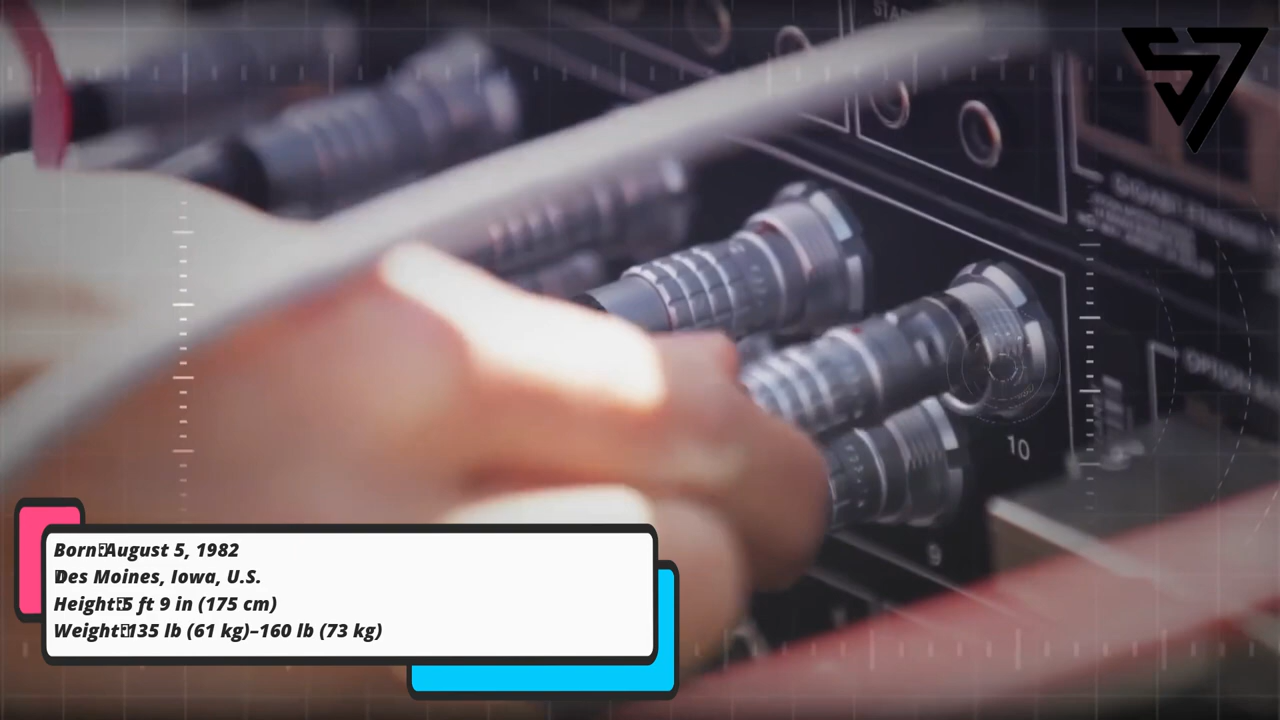 Born August 5, 1982
Des Moines, Iowa, U.S.
Height 5 ft 9 in (175 cm)
Weight 135 lb (61 kg)–160 lb (73 kg)
10
9